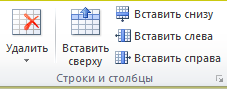 Удалить
Вставить сверху
Вставить снизу
Вставить слева
Вставить справа
Строки и столбцы